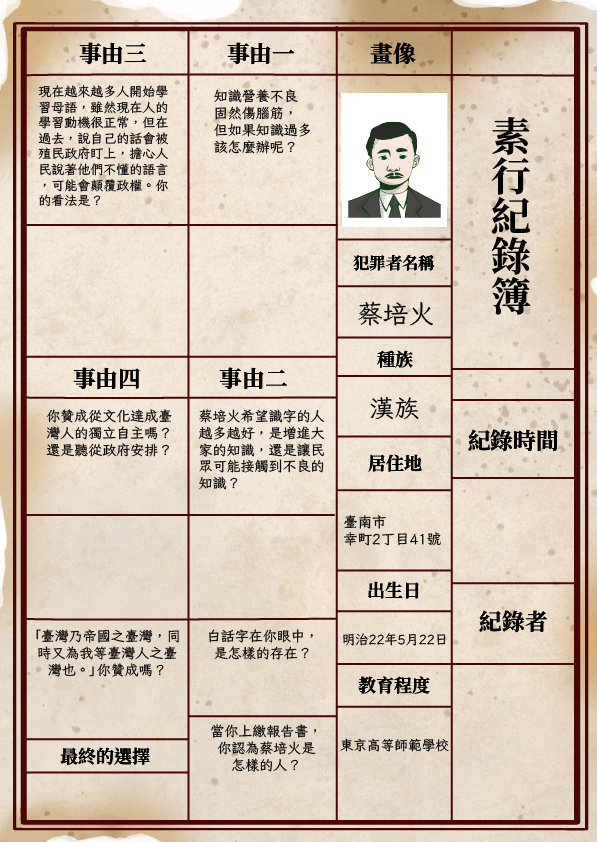 素行紀錄簿
紀錄時間
紀錄者
畫像
犯罪者名稱
蔡培火
種族
漢族
居住地
臺南市
幸町2丁目41號
出生日
明治22年5月22日
教育程度
東京高等師範學校
事由一
知識營養不良
固然傷腦筋，
但如果知識過多
該怎麼辦呢？
事由二
蔡培火希望識字的人
越多越好，是增進大
家的知識，還是讓民
眾可能接觸到不良的
知識？
白話字在你眼中，
是怎樣的存在？
當你上繳報告書，
你認為蔡培火是
怎樣的人？
事由三
現在越來越多人開始學
習母語，雖然現在人的
學習動機很正常，但在
過去，說自己的話會被
殖民政府盯上，擔心人
民說著他們不懂的語言
，可能會顛覆政權。你
的看法是？
事由四
你贊成從文化達成臺
灣人的獨立自主嗎？
還是聽從政府安排？
「臺灣乃帝國之臺灣，同
時又為我等臺灣人之臺
灣也。」你贊成嗎？
最終的選擇